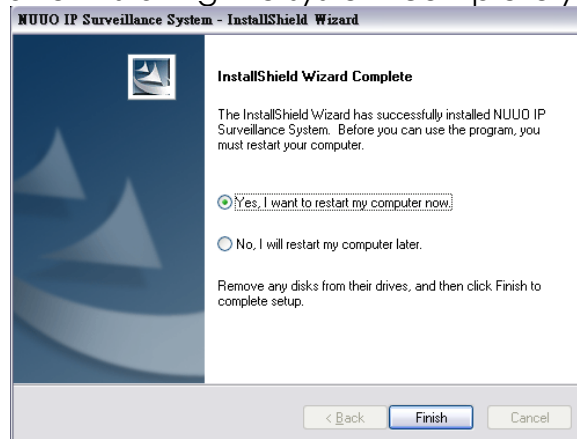 NUUO IP Surveillance System - InstallShield Wizard
InstallShield Wizard Complete
The InstallShield Wizard has successfully installed NUUO IP
Surveillance System. Before you can use the program, you
must restart your computer.
Yes, I want to restart my computer now.
No, I will restart my computer later.
Remove any disks from their drives, and then click Finish to
complete setup.
< Back Finish Cancel